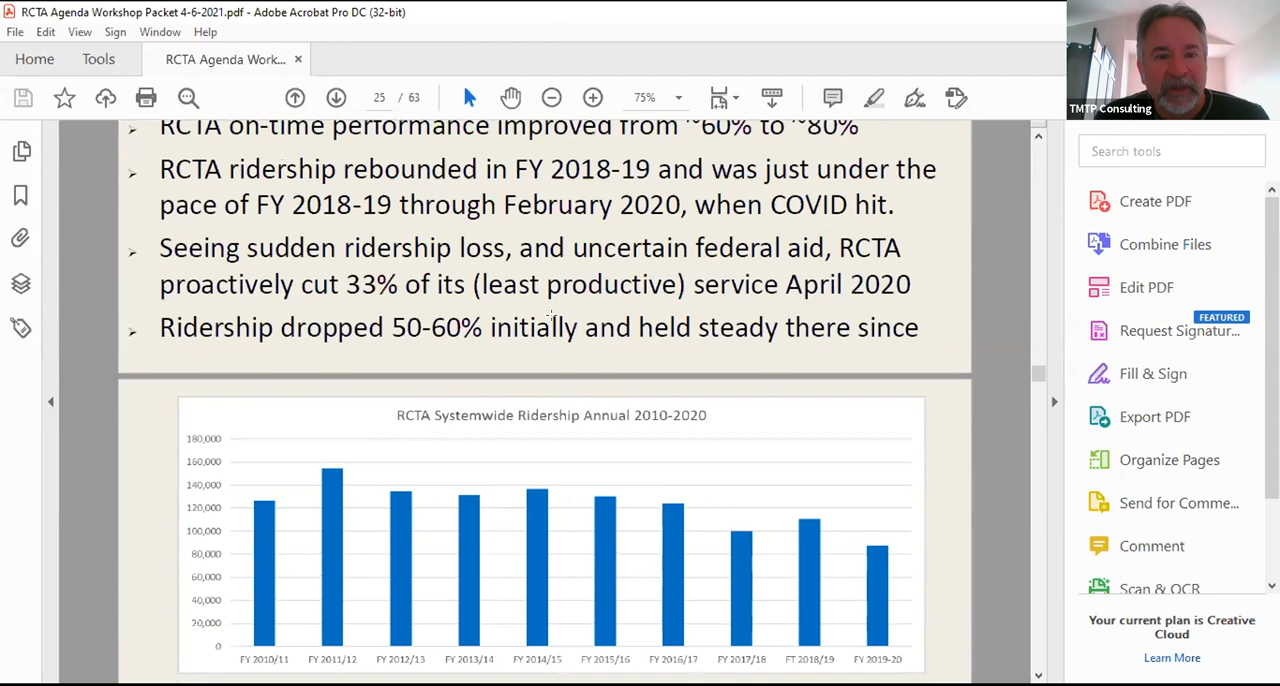 RCTA Agenda Workshop Packet 4-6-2021.pdf - Adobe Acrobat Pro DC (32-bit)
File Edit View Sign Window Help
Home Tools RCTA Agenda Work... ×
25 / 63 75%
TMTP Consulting
RCTA on-time performance improved from ~60% to ~80%
RCTA ridership rebounded in FY 2018-19 and was just under the
pace of FY 2018-19 through February 2020, when COVID hit.
Seeing sudden ridership loss, and uncertain federal aid, RCTA
proactively cut 33% of its (least productive) service April 2020
Ridership dropped 50-60% initially and held steady there since
RCTA Systemwide Ridership Annual 2010-2020
180,000
160,000
140,000
120,000
100,000
80,000
60,000
40,000
20,000
0
FY 2010/11 FY 2011/12 FY 2012/13 FY 2013/14 FY 2014/15 FY 2015/16 FY 2016/17 FY 2017/18 FT 2018/19 FY 2019-20
Search tools
Create PDF
Combine Files
Edit PDF
FEATURED
Request Signatur...
Fill & Sign
Export PDF
Organize Pages
Send for Comme...
Comment
Scan & OCR
Your current plan is Creative
Cloud
Learn More